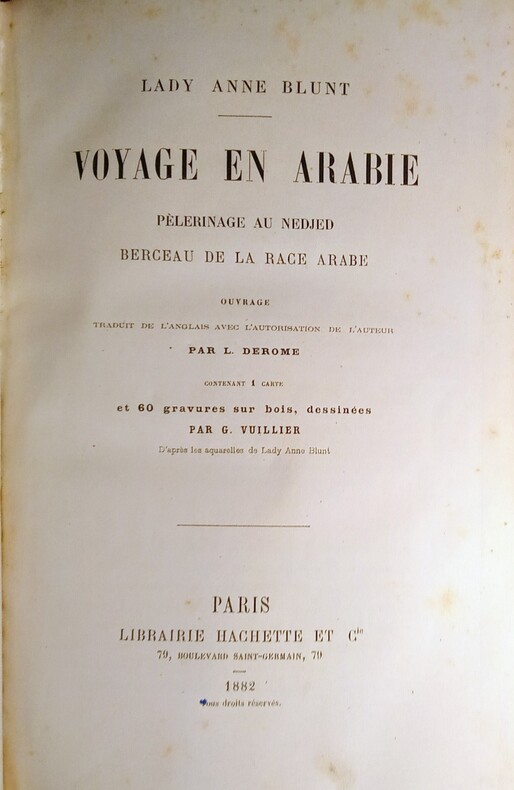 LADY ANNE BLUNT
VOYAGE EN ARABIE
PÈLERINAGE AU NEDJED
BERCEAU DE LA RACE ARABE
OUVRAGE
TRADUIT DE L'ANGLAIS AVEC L'AUTORISATION DE L'AUTEUR
PAR L. DEROME
CONTENANT 1 CARTE
et 60 gravures sur bois, dessinées
PAR G. VUILLIER
D'après les aquarelles de Lady Anne Blunt
PARIS
LIBRAIRIE HACHETTE ET Cie
79, BOULEVARD SAINT-GERMAIN, 79
1882
Tous droits réservés.